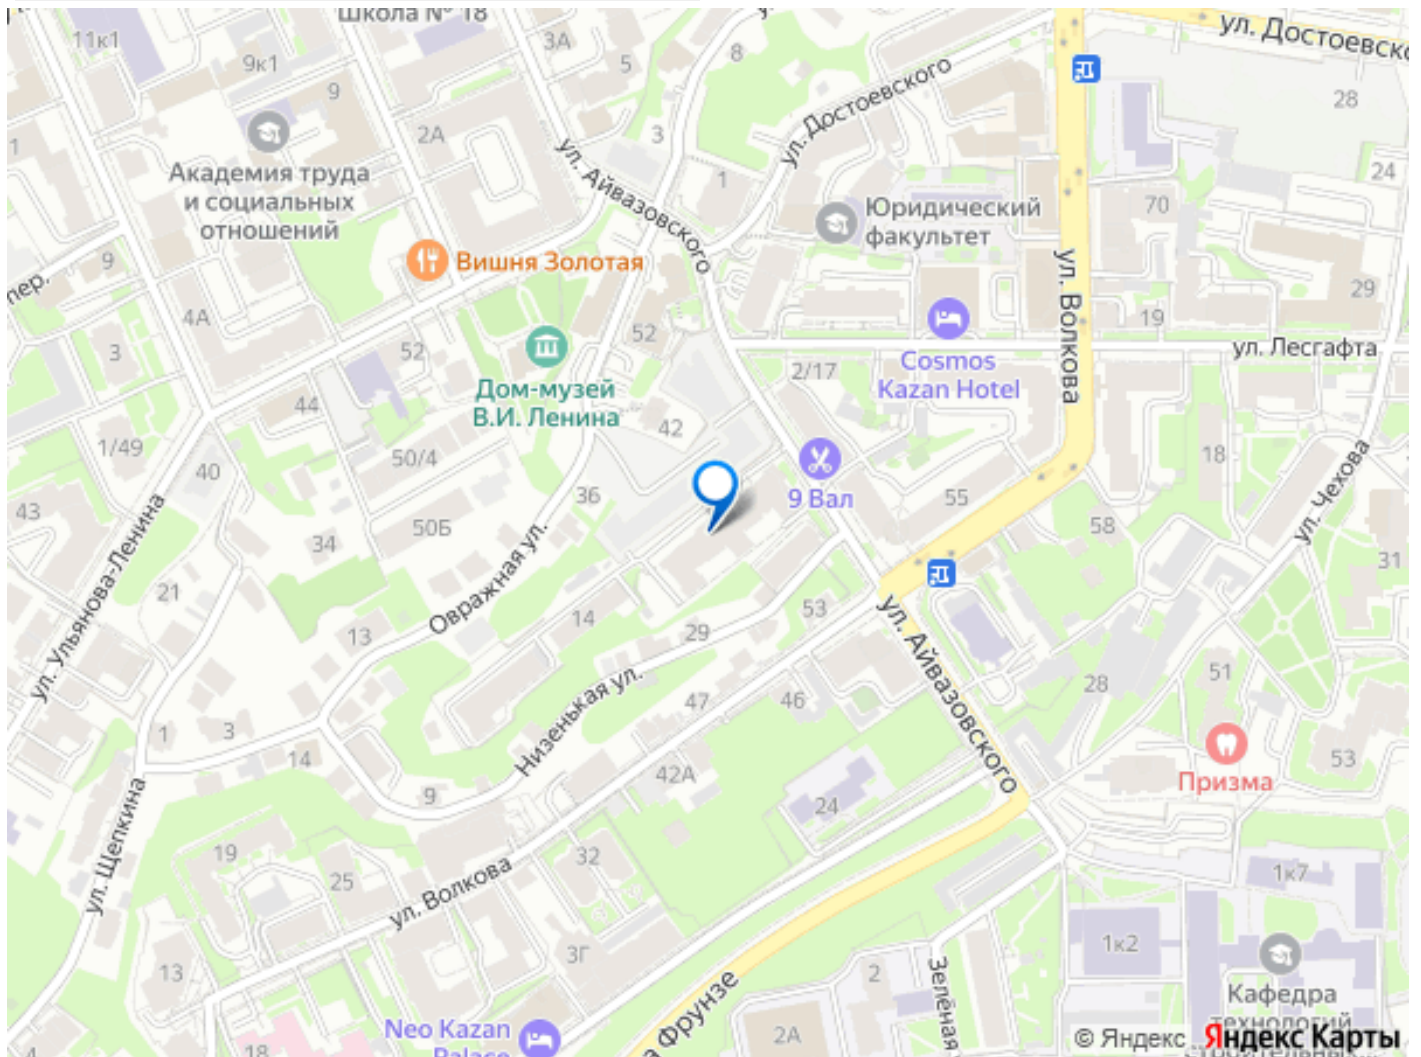 Школа № 18
11к1
9к1
3А
5
8
ул. Достоевско
28
9
1
2А
3
ул. Достоевского
24
Академия труда
и социальных
отношений
ул. Айвазовского
1
70
Юридический
факультет
пер.
9
Вишня Золотая
ул. Волкова
29
4А
52
19
3
52
Cosmos
Kazan Hotel
ул. Лесгафта
2/17
Дом-музей
В.И. Ленина
44
42
1/49
40
50/4
18
ул. Чехова
43
36
9 Вал
55
50Б
58
34
31
ул. Ульянова-Ленина
21
Овражная ул.
13
14
53
29
ул. Айвазовского
28
51
Низенькая ул.
47
46
1
3
14
42А
53
Призма
9
24
ул. Щепкина
19
25
32
ул. Волкова
1к7
13
3Г
1к2
2
Зелёная
а Фрунзе
Кафедра
технологий
строительн
Neo Kazan
Palace
18
2А
© Яндекс Яндекс Карты